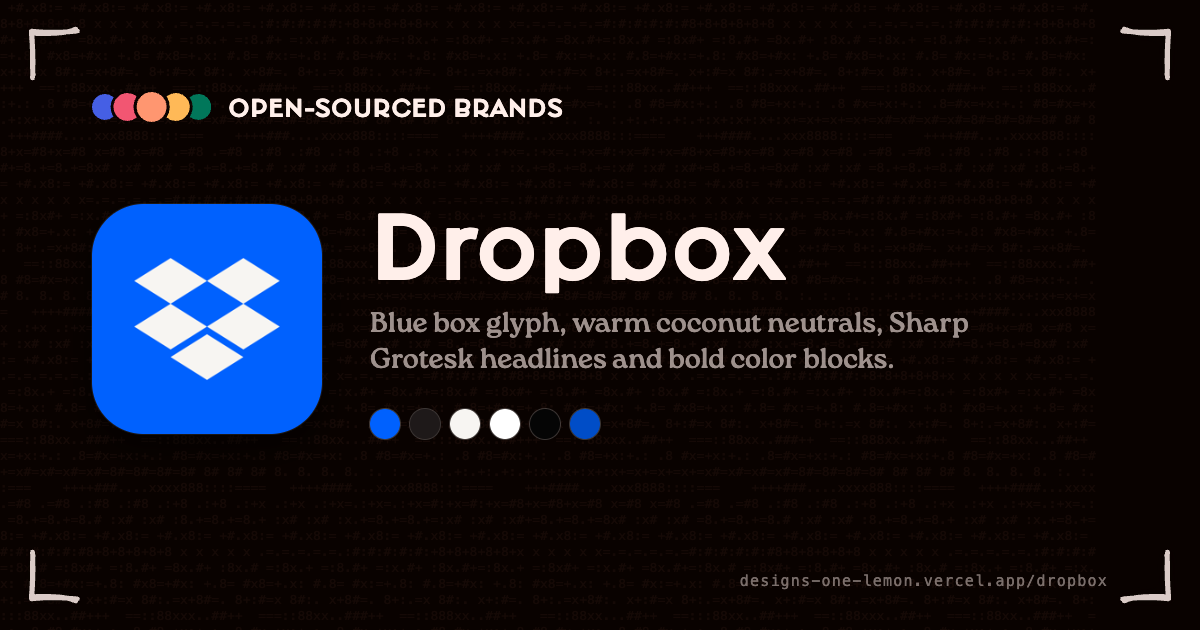 OPEN-SOURCED BRANDS
Dropbox
Blue box glyph, warm coconut neutrals, Sharp
Grotesk headlines and bold color blocks.
designs-one-lemon.vercel.app/dropbox